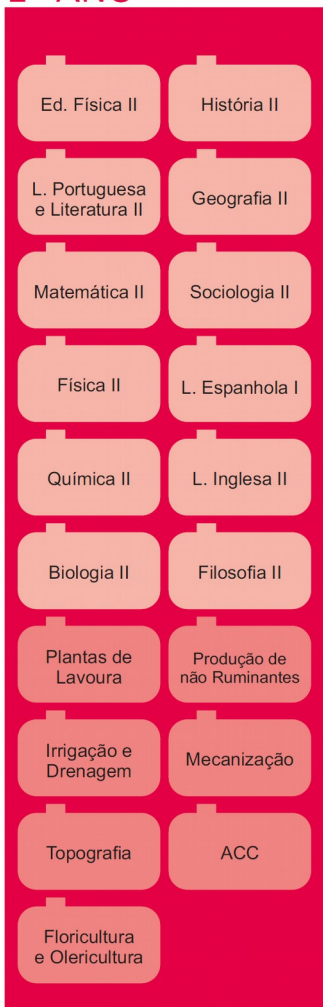 Ed. Física II
História II
L. Portuguesa
e Literatura II
Geografia II
Matemática II
Sociologia II
Física II
L. Espanhola I
Química II
L. Inglesa II
Biologia II
Filosofia II
Plantas de
Lavoura
Produção de
não Ruminantes
Irrigação e
Drenagem
Mecanização
Topografia
ACC
Floricultura
e Olericultura